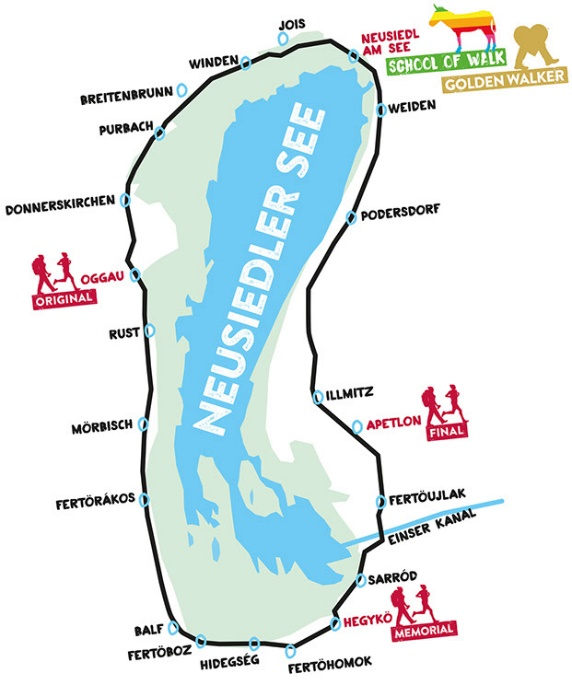 JOIS
NEUSIEDL
AM SEE
SCHOOL OF WALK
GOLDEN WALKER
WINDEN
BREITENBRUNN
WEIDEN
PURBACH
NEUSIEDLER SEE
DONNERSKIRCHEN
PODERSDORF
OGGAU
ORIGINAL
RUST
ILLMITZ
MÖRBISCH
APETLON
FINAL
FERTÖRÁKOS
FERTÖUJLAK
EINSER KANAL
SARRÓD
HEGYKÖ
MEMORIAL
BALF
FERTÖBOZ
HIDEGSÉG
FERTÖHOMOK